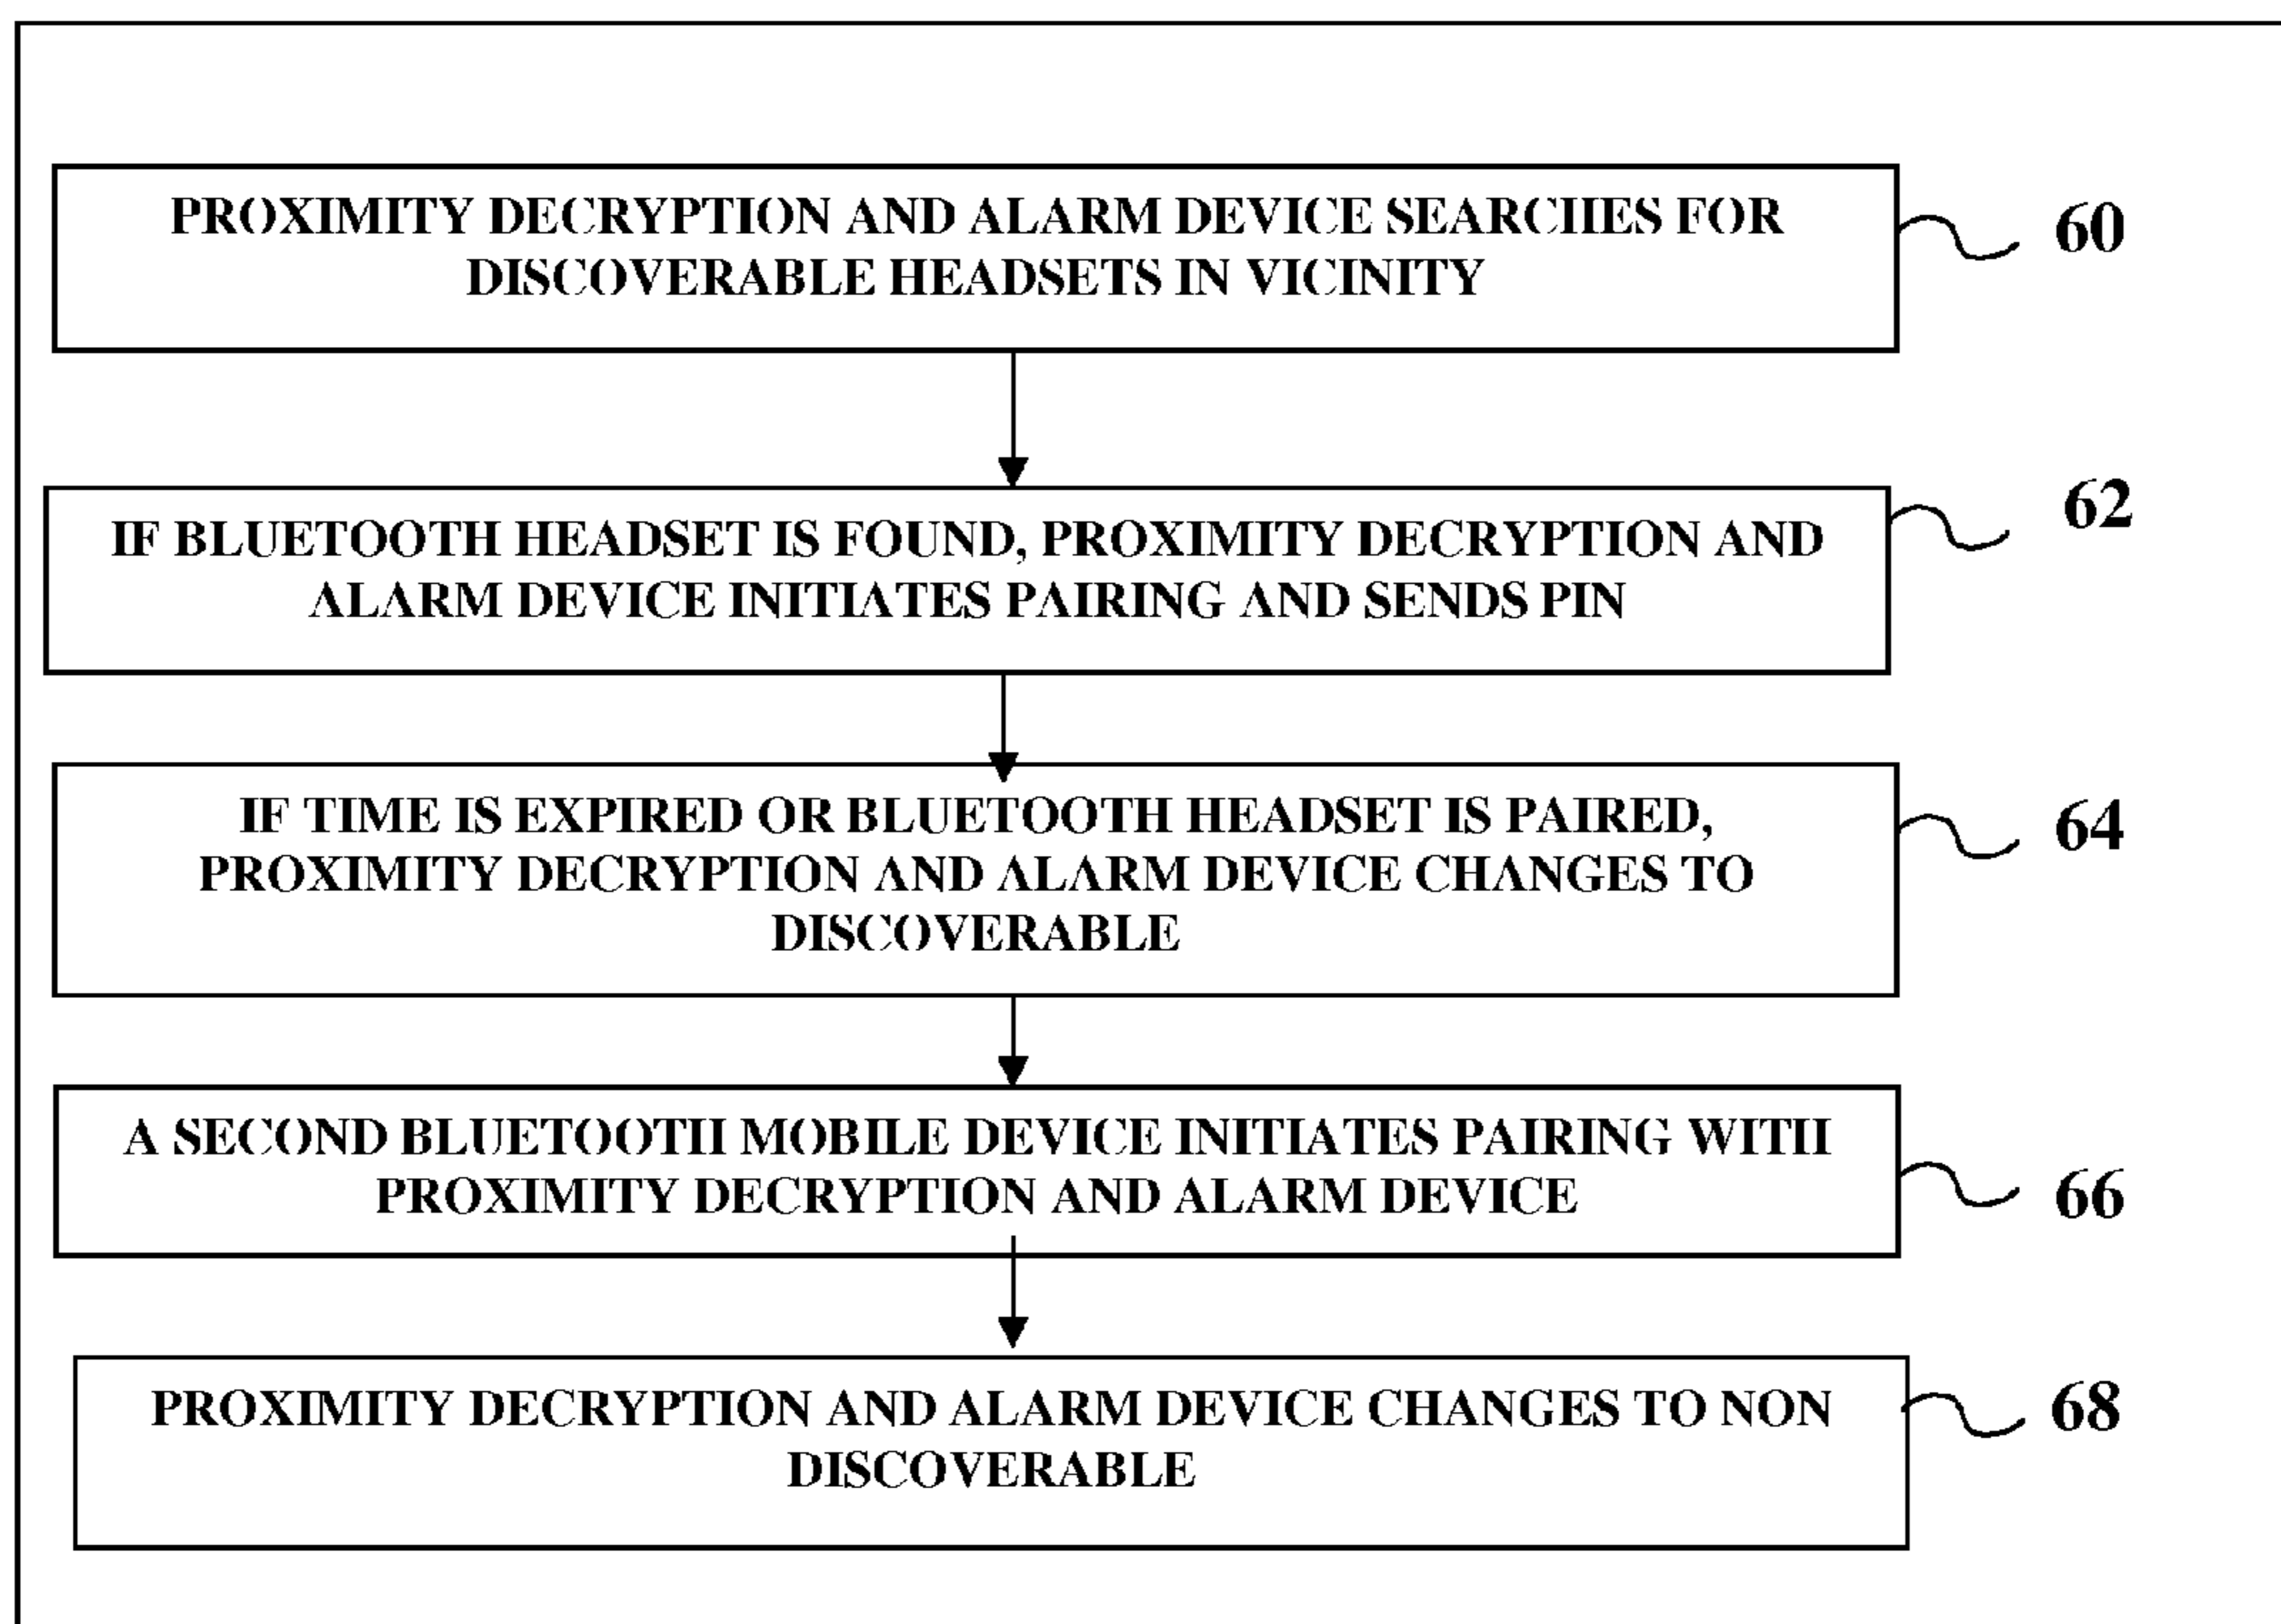 PROXIMITY DECRYPTION AND ALARM DEVICE SEARCHES FOR
DISCOVERABLE HEADSETS IN VICINITY
60
IF BLUETOOTH HEADSET IS FOUND, PROXIMITY DECRYPTION AND
ALARM DEVICE INITIATES PAIRING AND SENDS PIN
62
IF TIME IS EXPIRED OR BLUETOOTH HEADSET IS PAIRED,
PROXIMITY DECRYPTION AND ALARM DEVICE CHANGES TO
DISCOVERABLE
64
A SECOND BLUETOOTH MOBILE DEVICE INITIATES PAIRING WITH
PROXIMITY DECRYPTION AND ALARM DEVICE
66
PROXIMITY DECRYPTION AND ALARM DEVICE CHANGES TO NON
DISCOVERABLE
68